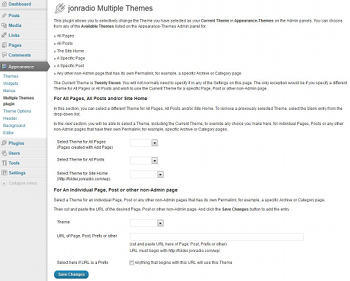 Dashboard
Posts
Media
Links
Pages
Comments
Appearance
Themes
Widgets
Menus
Multiple Themes
plugin
Theme Options
Header
Background
Editor
Plugins
Users
Tools
Settings
Collapse menu
jonradio Multiple Themes
This plugin allows you to selectively change the Theme you have selected as your Current Theme in Appearance-Themes on the Admin panels. You can choose
from any of the Available Themes listed on the Appearance-Themes Admin panel for:
All Pages
All Posts
The Site Home
A Specific Page
A Specific Post
Any other non-Admin page that has its own Permalink; for example, a specific Archive or Category page
The Current Theme is Twenty Eleven. You will not normally need to specify it in any of the Settings on this page. The only exception would be if you specify a different
Theme for All Pages or All Posts and wish to use the Current Theme for a specific Page, Post or other non-Admin page.
For All Pages, All Posts and/or Site Home
In this section, you can select a different Theme for All Pages, All Posts and/or Site Home. To remove a previously selected Theme, select the blank entry from the
drop-down list.
In the next section, you will be able to select a Theme, including the Current Theme, to override any choice you make here, for individual Pages, Posts or any other
non-Admin pages that have their own Permalink; for example, specific Archive or Category pages.
Select Theme for All Pages
(Pages created with Add Page)
Select Theme for All Posts
Select Theme for Site Home
For An Individual Page, Post or other non-Admin page
Select a Theme for an individual Page, Post or any other non-Admin page that has its own Permalink; for example, a specific Archive or Category page.
Then cut and paste the URL of the desired Page, Post or other non-Admin page. And click the Save Changes button to add the entry.
Theme
URL of Page, Post, Prefix or other
(cut and paste URL here of Page, Post, Prefix or other)
Select here if URL is a Prefix
Anything that begins with this URL will use this Theme
Save Changes